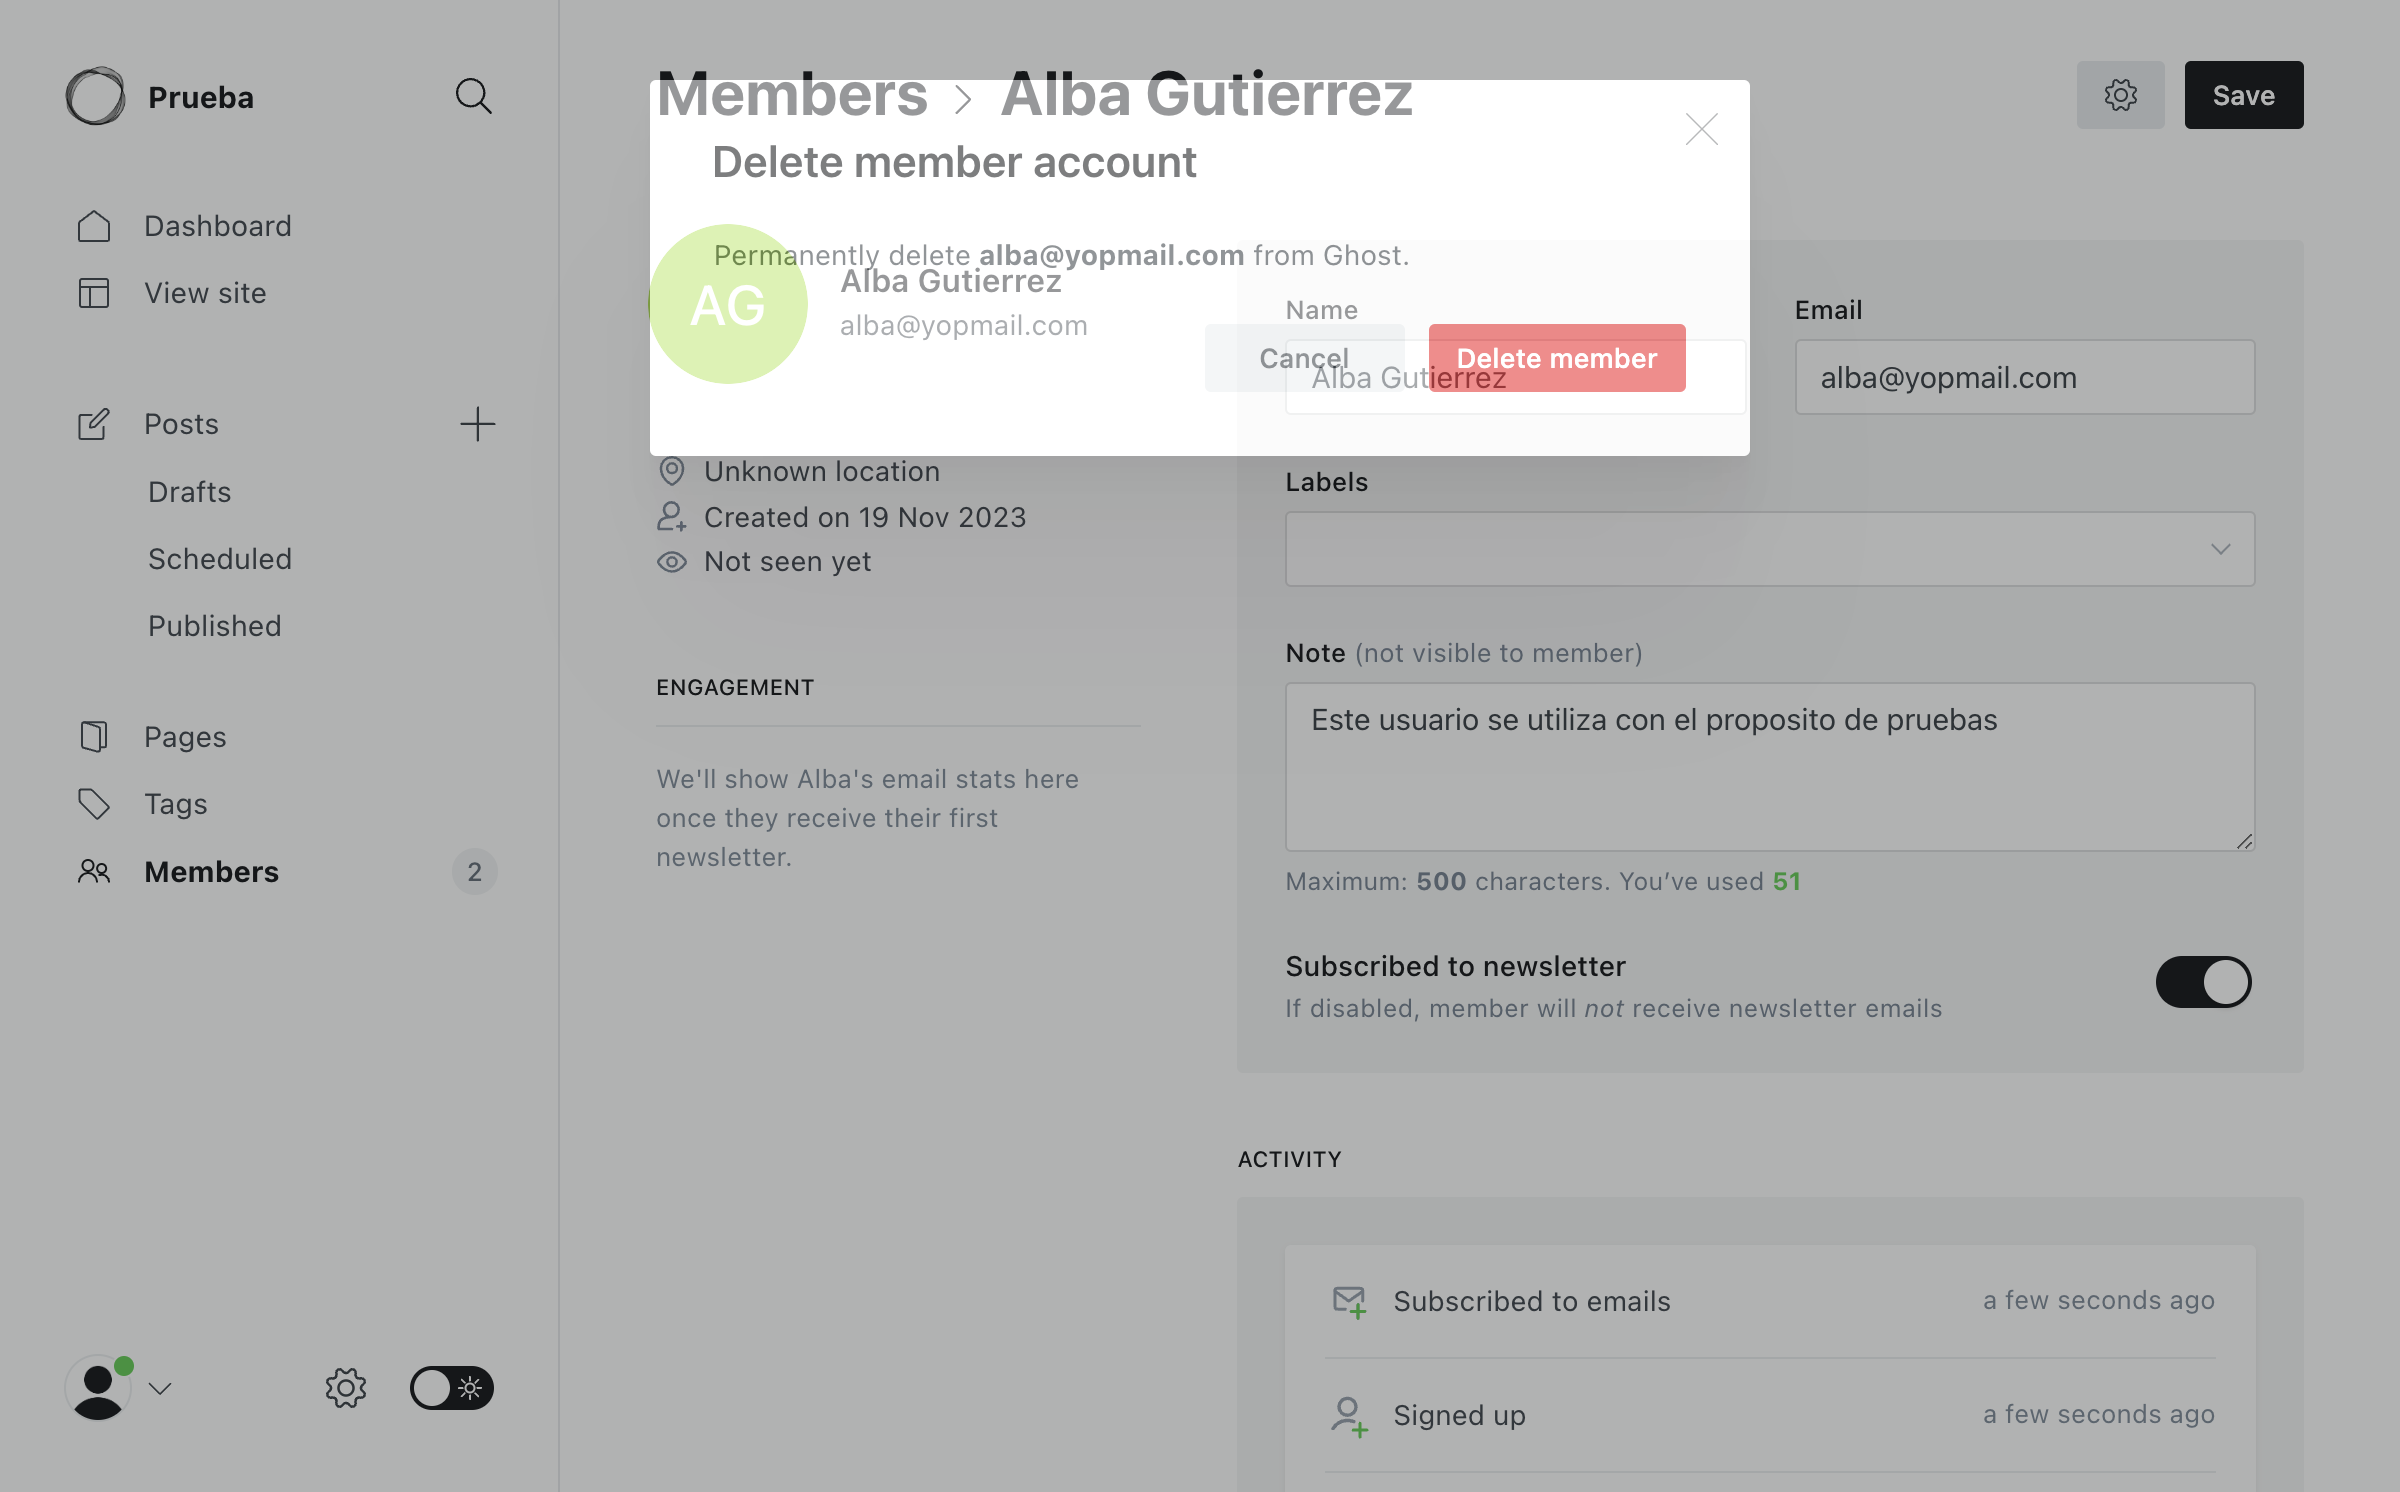 Prueba
Dashboard
View site
Posts
Drafts
Scheduled
Published
Pages
Tags
Members
2
Members > Alba Gutierrez
Save
Delete member account
Permanently delete alba@yopmail.com from Ghost.
Cancel
Delete member
AG
Alba Gutierrez
alba@yopmail.com
Unknown location
Created on 19 Nov 2023
Not seen yet
ENGAGEMENT
We'll show Alba's email stats here
once they receive their first
newsletter.
Name
Alba Gutierrez
Email
alba@yopmail.com
Labels
Note (not visible to member)
Este usuario se utiliza con el proposito de pruebas
Maximum: 500 characters. You’ve used 51
Subscribed to newsletter
If disabled, member will not receive newsletter emails
ACTIVITY
Subscribed to emails
a few seconds ago
Signed up
a few seconds ago